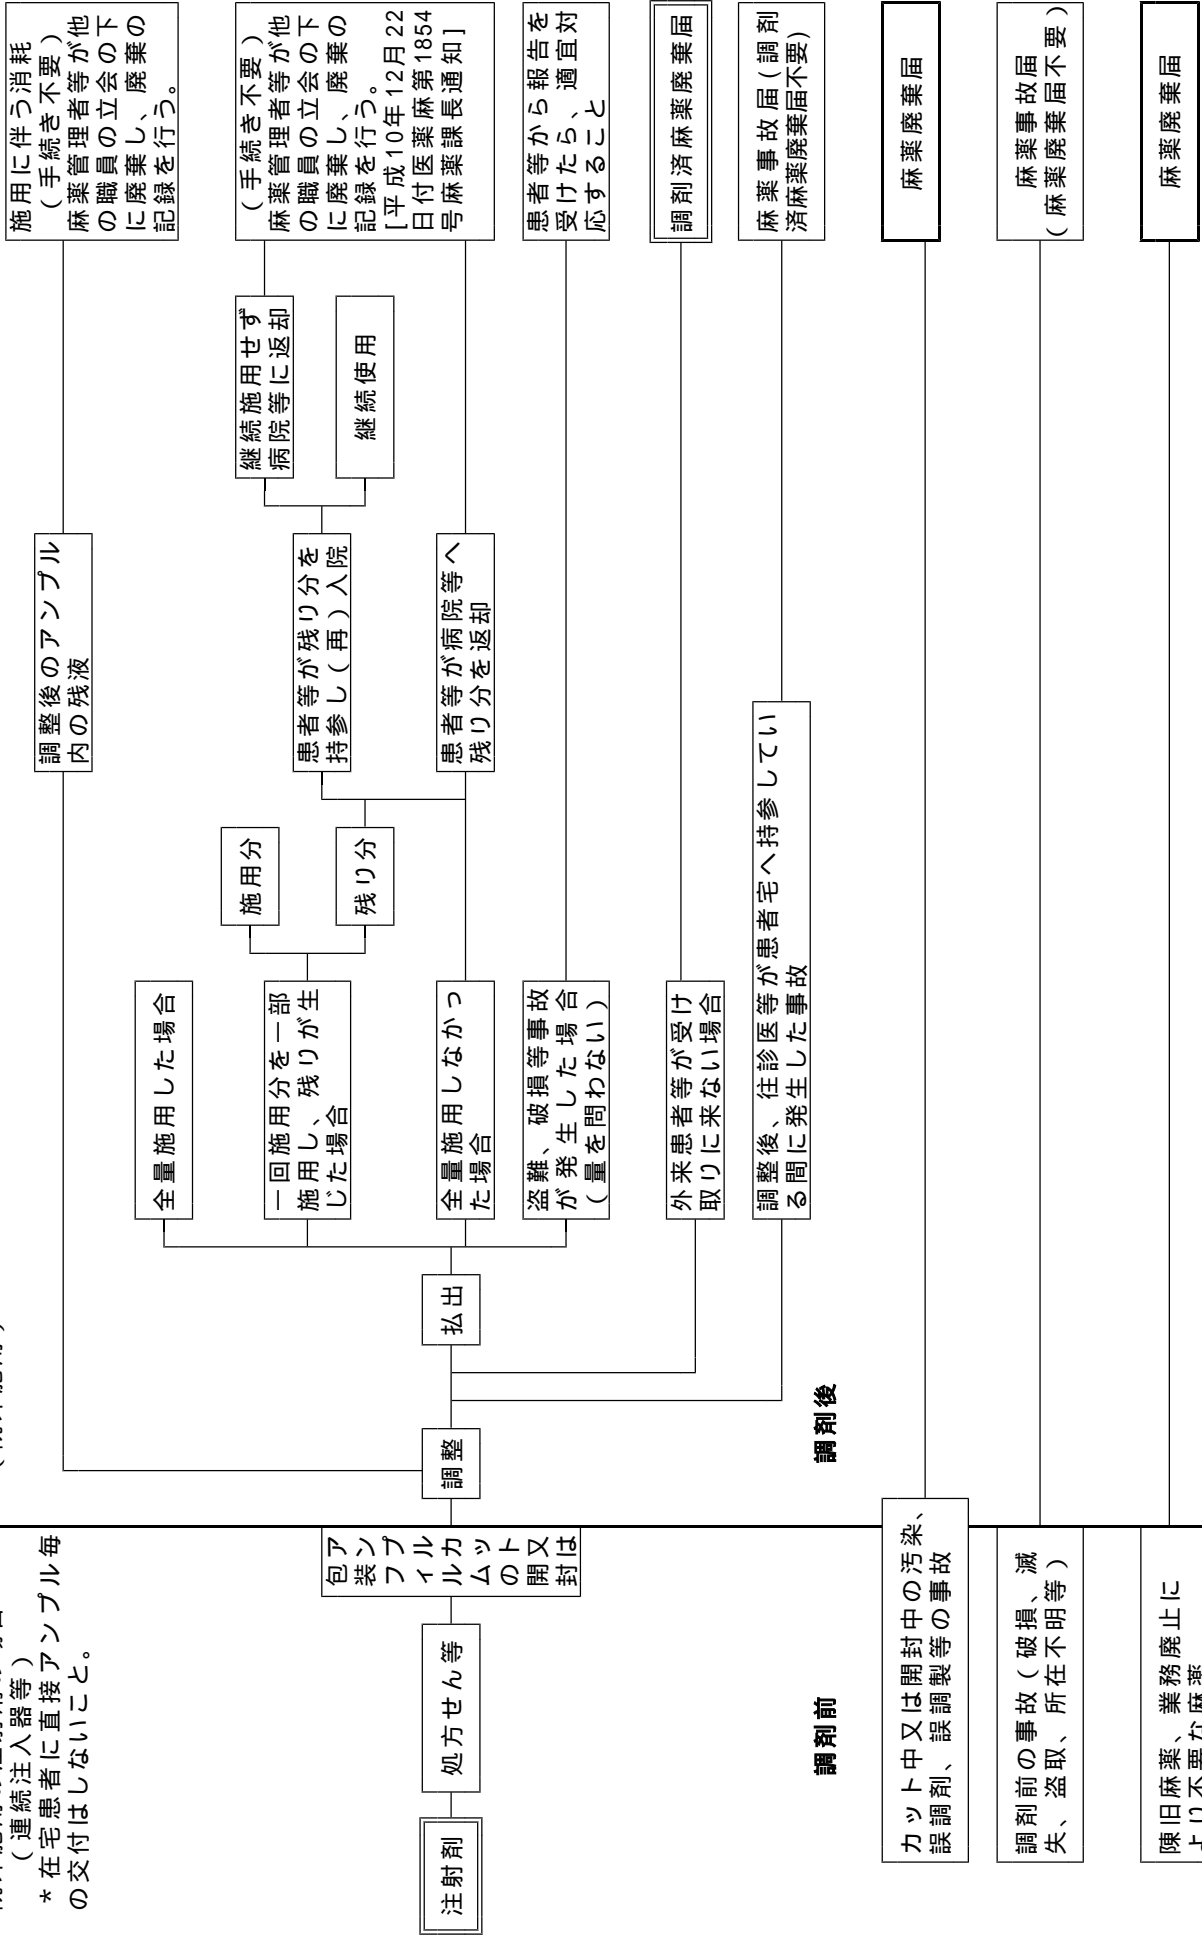 （連続注入器等）
＊在宅患者に直接アンプル毎
の交付はしないこと。
注射剤
処方せん等
アンプルカット又は
包装フィルムの開封
調整
払出
調剤前
調剤後
調整後のアンプル
内の残液
施用に伴う消耗
（手続き不要）
麻薬管理者等が他
の職員の立会の下
に廃棄し、廃棄の
記録を行う。
全量施用した場合
一回施用分を一部
施用し、残りが生
じた場合
施用分
残り分
患者等が残り分を
持参し（再）入院
継続施用せず
病院等に返却
継続使用
（手続き不要）
麻薬管理者等が他
の職員の立会の下
に廃棄し、廃棄の
記録を行う。
[平成10年12月22
日付医薬麻第1854
号麻薬課長通知]
全量施用しなかっ
た場合
患者等が病院等へ
残り分を返却
盗難、破損等事故
が発生した場合
（量を問わない）
患者等から報告を
受けたら、適宜対
応すること
外来患者等が受け
取りに来ない場合
調剤済麻薬廃棄届
調整後、往診医等が患者宅へ持参してい
る間に発生した事故
麻薬事故届（調剤
済麻薬廃棄届不要）
カット中又は開封中の汚染、
誤調剤、誤調製等の事故
麻薬廃棄届
調剤前の事故（破損、滅
失、盗取、所在不明等）
麻薬事故届
（麻薬廃棄届不要）
陳旧麻薬、業務廃止に
より不要な麻薬
麻薬廃棄届